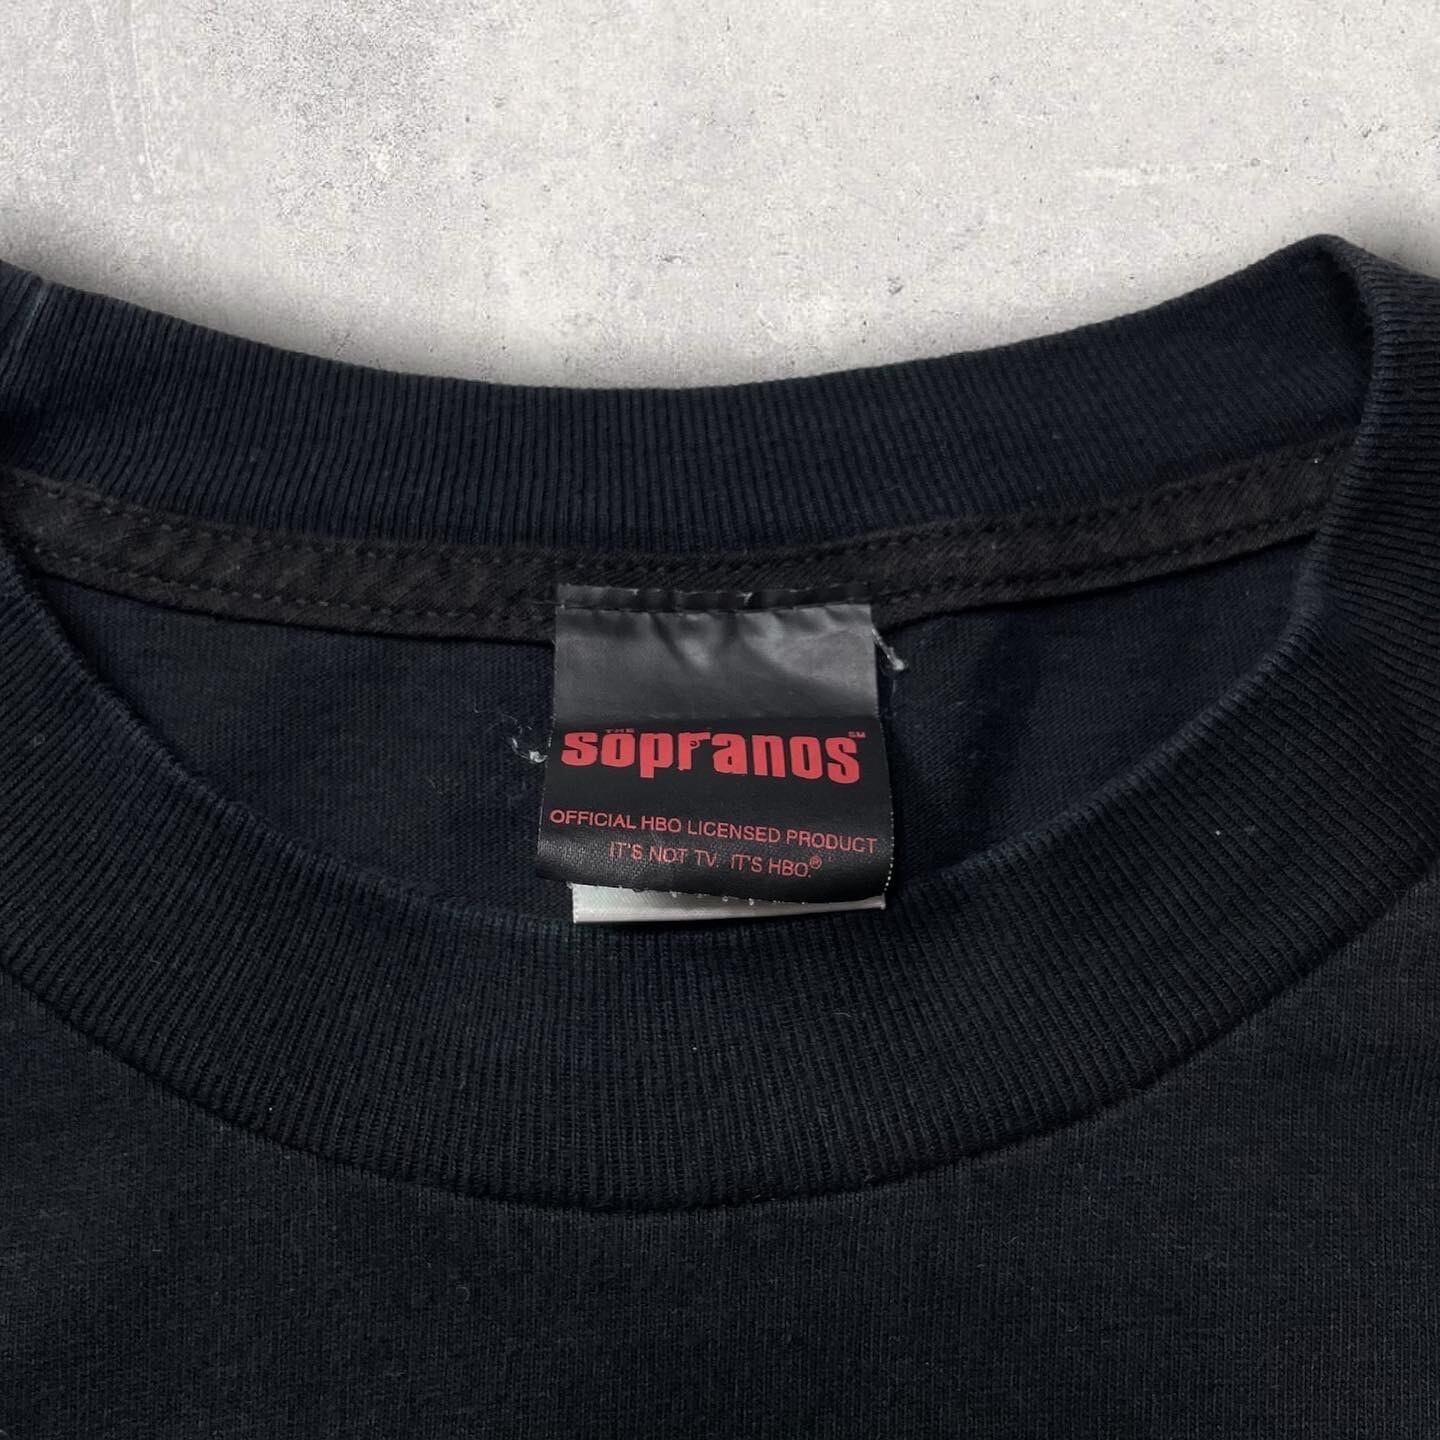 THE
sopranos SM
OFFICIAL HBO LICENSED PRODUCT
IT'S NOT TV. IT'S HBO.®